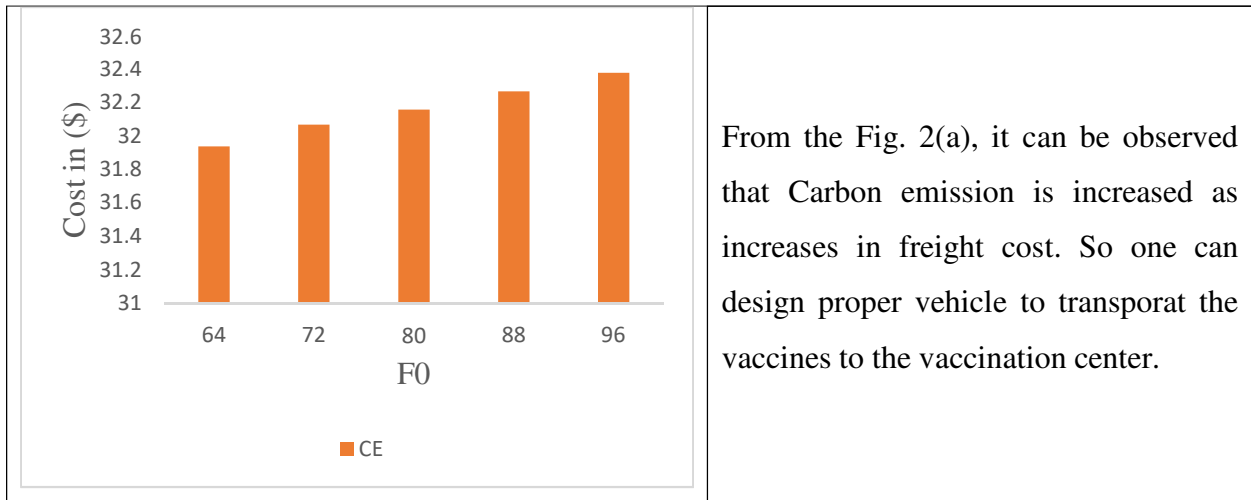 32.6
32.4
32.2
32
31.8
31.6
31.4
31.2
31
Cost in ($)
64 72 80 88 96
F0
CE
From the Fig. 2(a), it can be observed
that Carbon emission is increased as
increases in freight cost. So one can
design proper vehicle to transporat the
vaccines to the vaccination center.